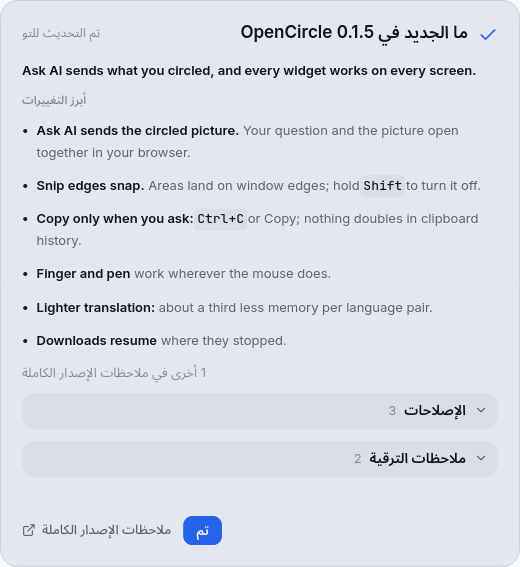 ما الجديد في OpenCircle 0.1.5
تم التحديث للتو
Ask AI sends what you circled, and every widget works on every screen.
أبرز التغييرات
• Ask AI sends the circled picture. Your question and the picture open
together in your browser.
• Snip edges snap. Areas land on window edges; hold Shift to turn it off.
• Copy only when you ask: Ctrl+C or Copy; nothing doubles in clipboard
history.
• Finger and pen work wherever the mouse does.
• Lighter translation: about a third less memory per language pair.
• Downloads resume where they stopped.
1 أخرى في ملاحظات الإصدار الكاملة
الإصلاحات 3
ملاحظات الترقية 2
تم
ملاحظات الإصدار الكاملة